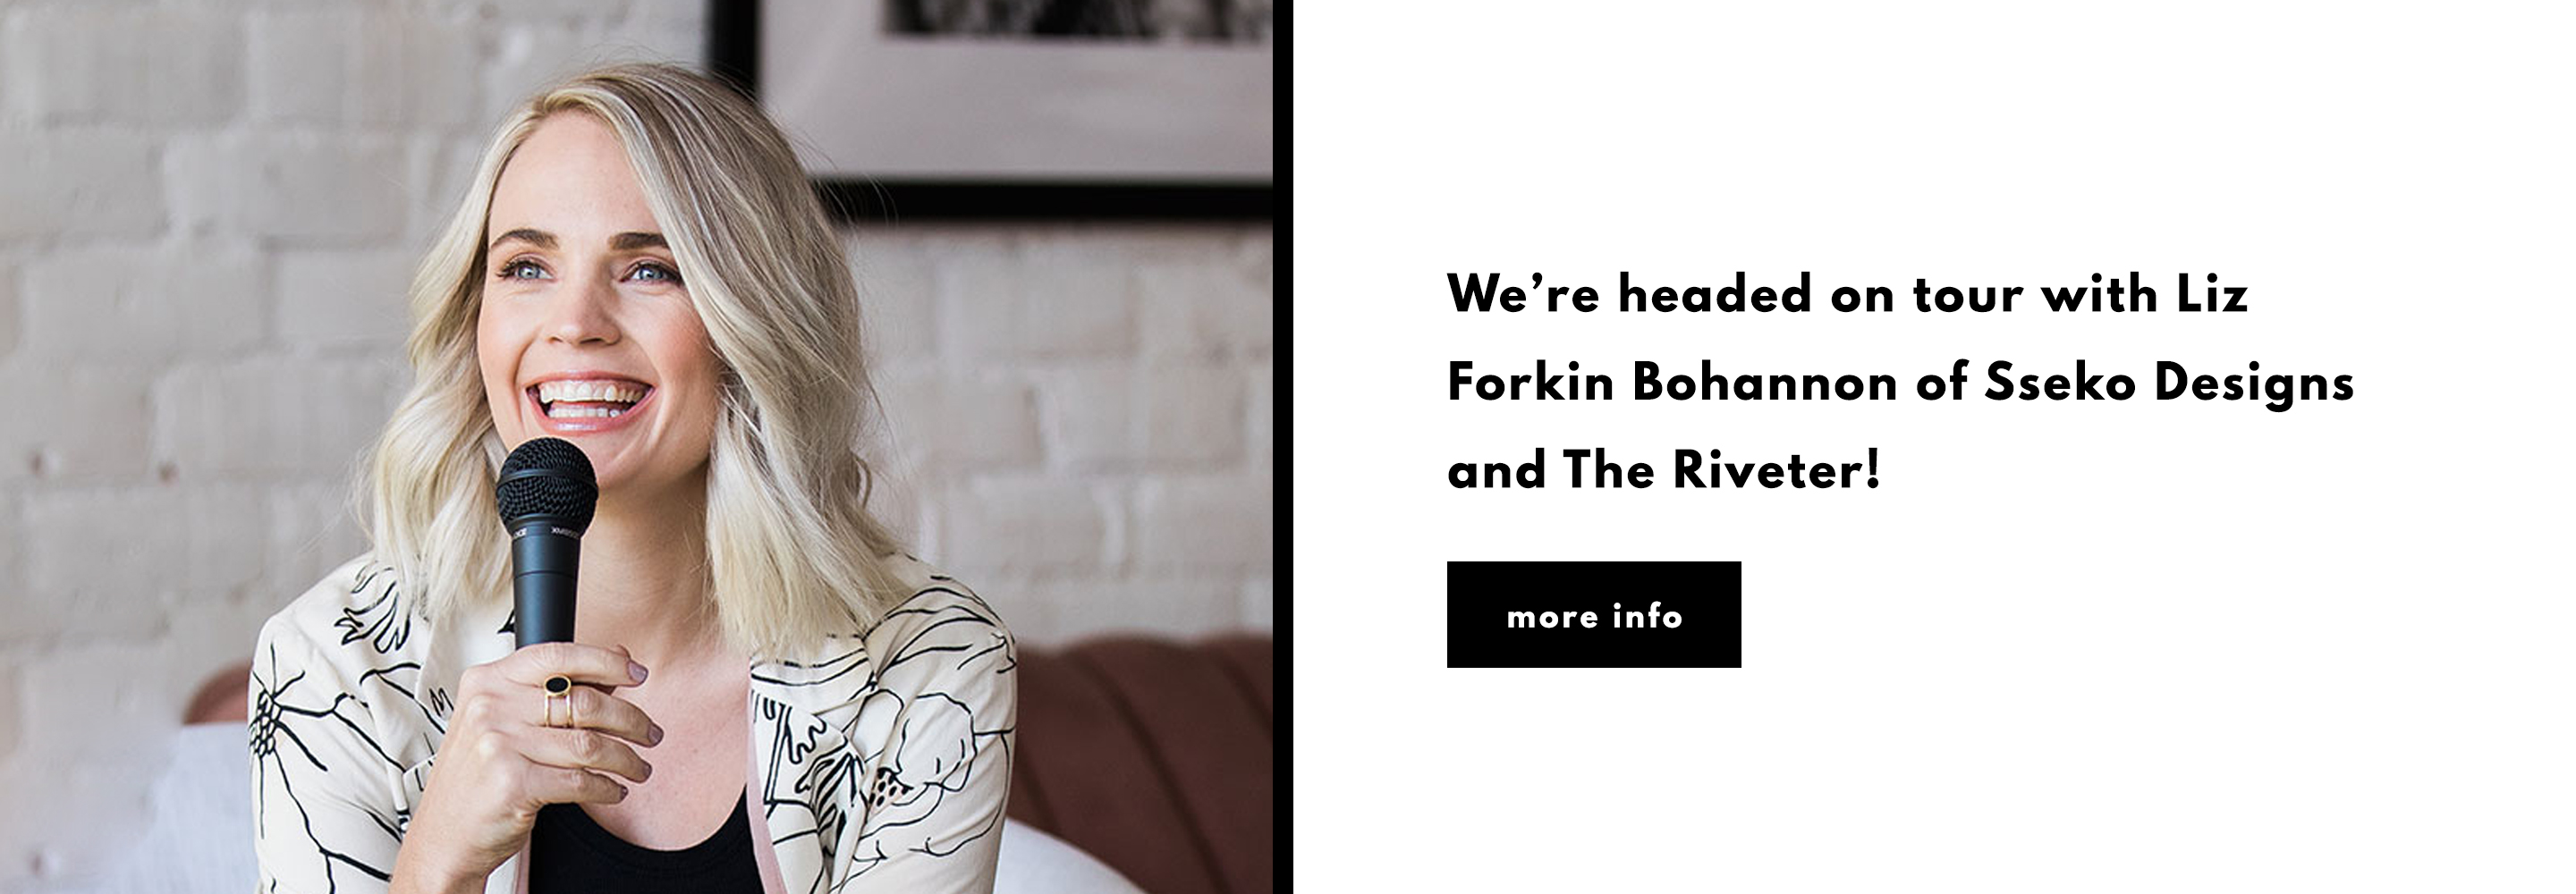 We’re headed on tour with Liz
Forkin Bohannon of Sseko Designs
and The Riveter!
more info